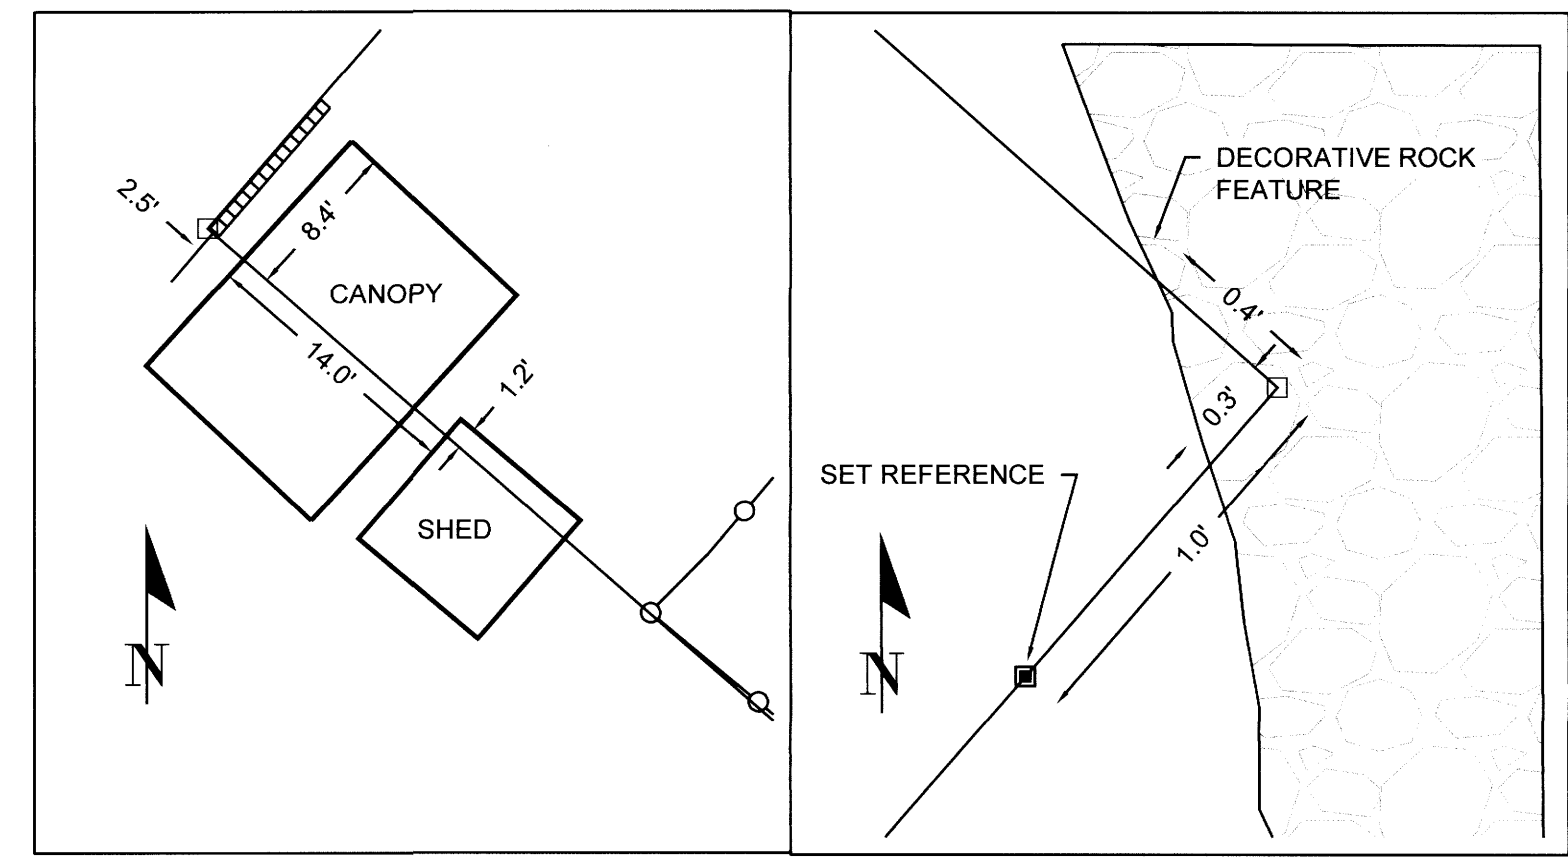 2.5'
8.4'
CANOPY
14.0'
1.2'
SHED
N
DECORATIVE ROCK
FEATURE
0.4'
0.3'
SET REFERENCE
1.0'
N